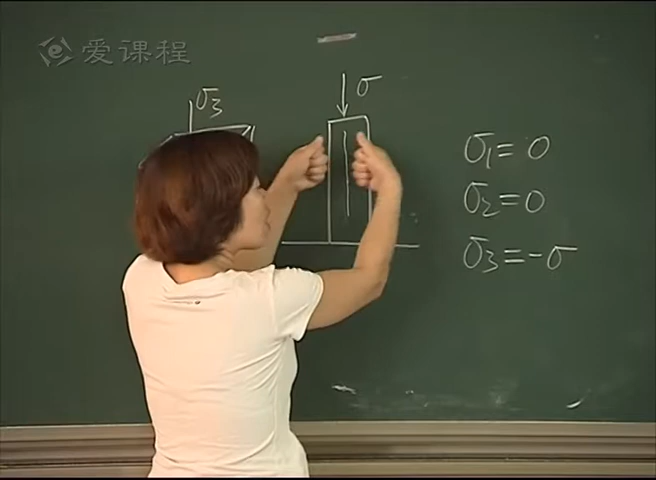 爱课程
σ₃
σ
σ₁ = 0
σ₂ = 0
σ₃ = -σ